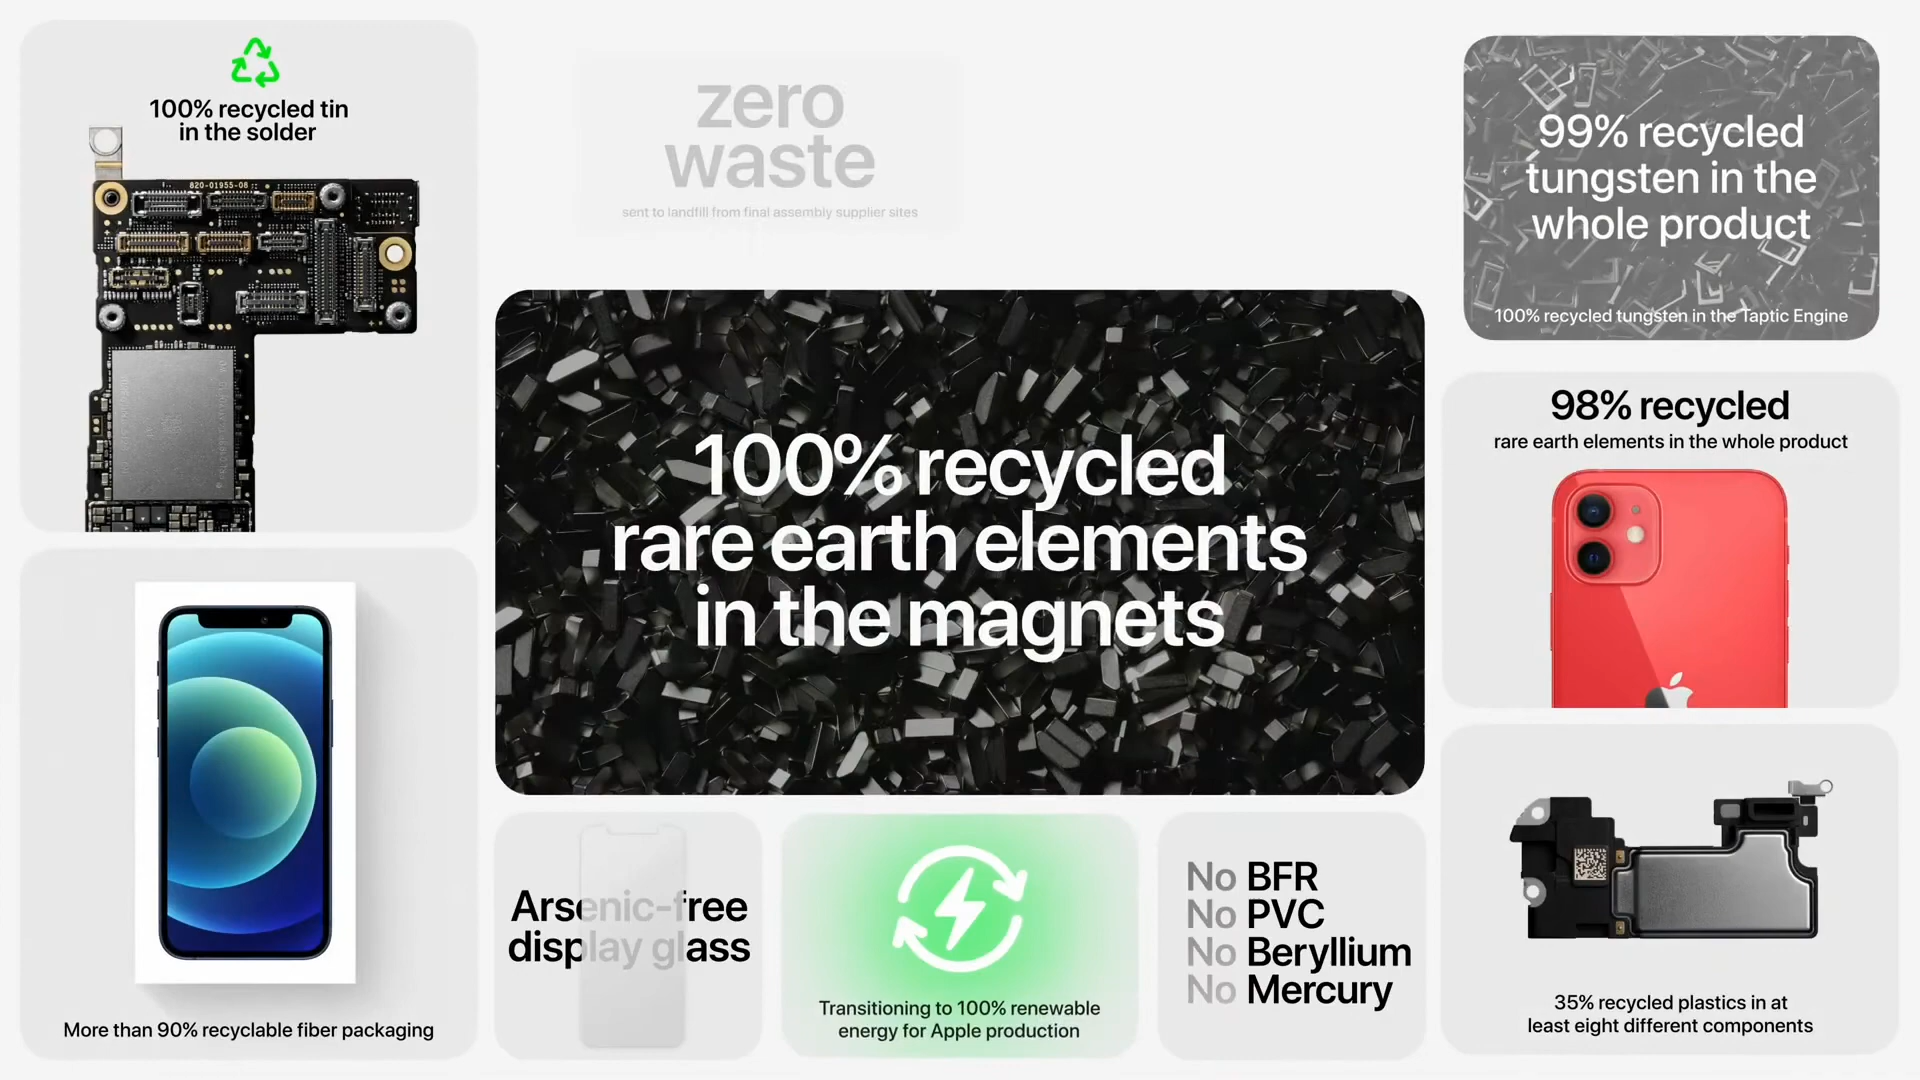 100% recycled tin
in the solder
820-01955-06
zero
waste
sent to landfill from final assembly supplier sites
99% recycled
tungsten in the
whole product
100% recycled tungsten in the Taptic Engine
100% recycled
rare earth elements
in the magnets
98% recycled
rare earth elements in the whole product
More than 90% recyclable fiber packaging
Arsenic-free
display glass
Transitioning to 100% renewable
energy for Apple production
No BFR
No PVC
No Beryllium
No Mercury
35% recycled plastics in at
least eight different components